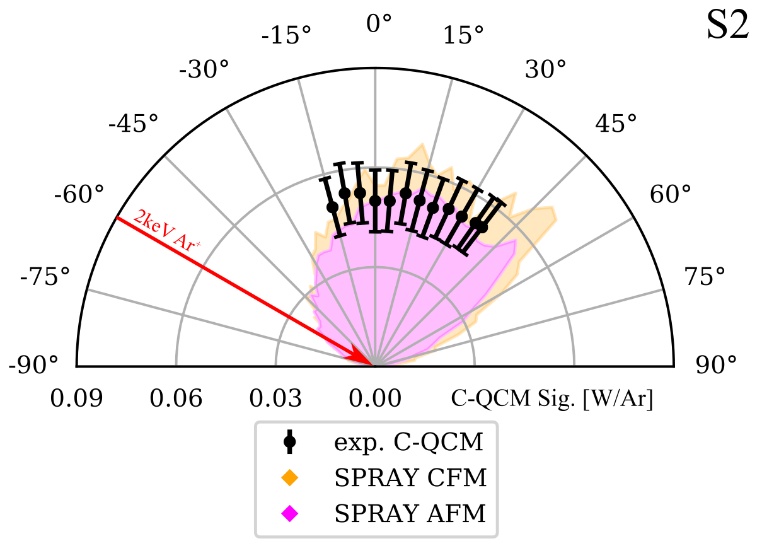 S2
0°
-15° 15°
-30° 30°
-45° 45°
-60° 60°
2keV Ar⁺
-75° 75°
-90° 90°
0.09 0.06 0.03 0.00 C-QCM Sig. [W/Ar]
exp. C-QCM
SPRAY CFM
SPRAY AFM